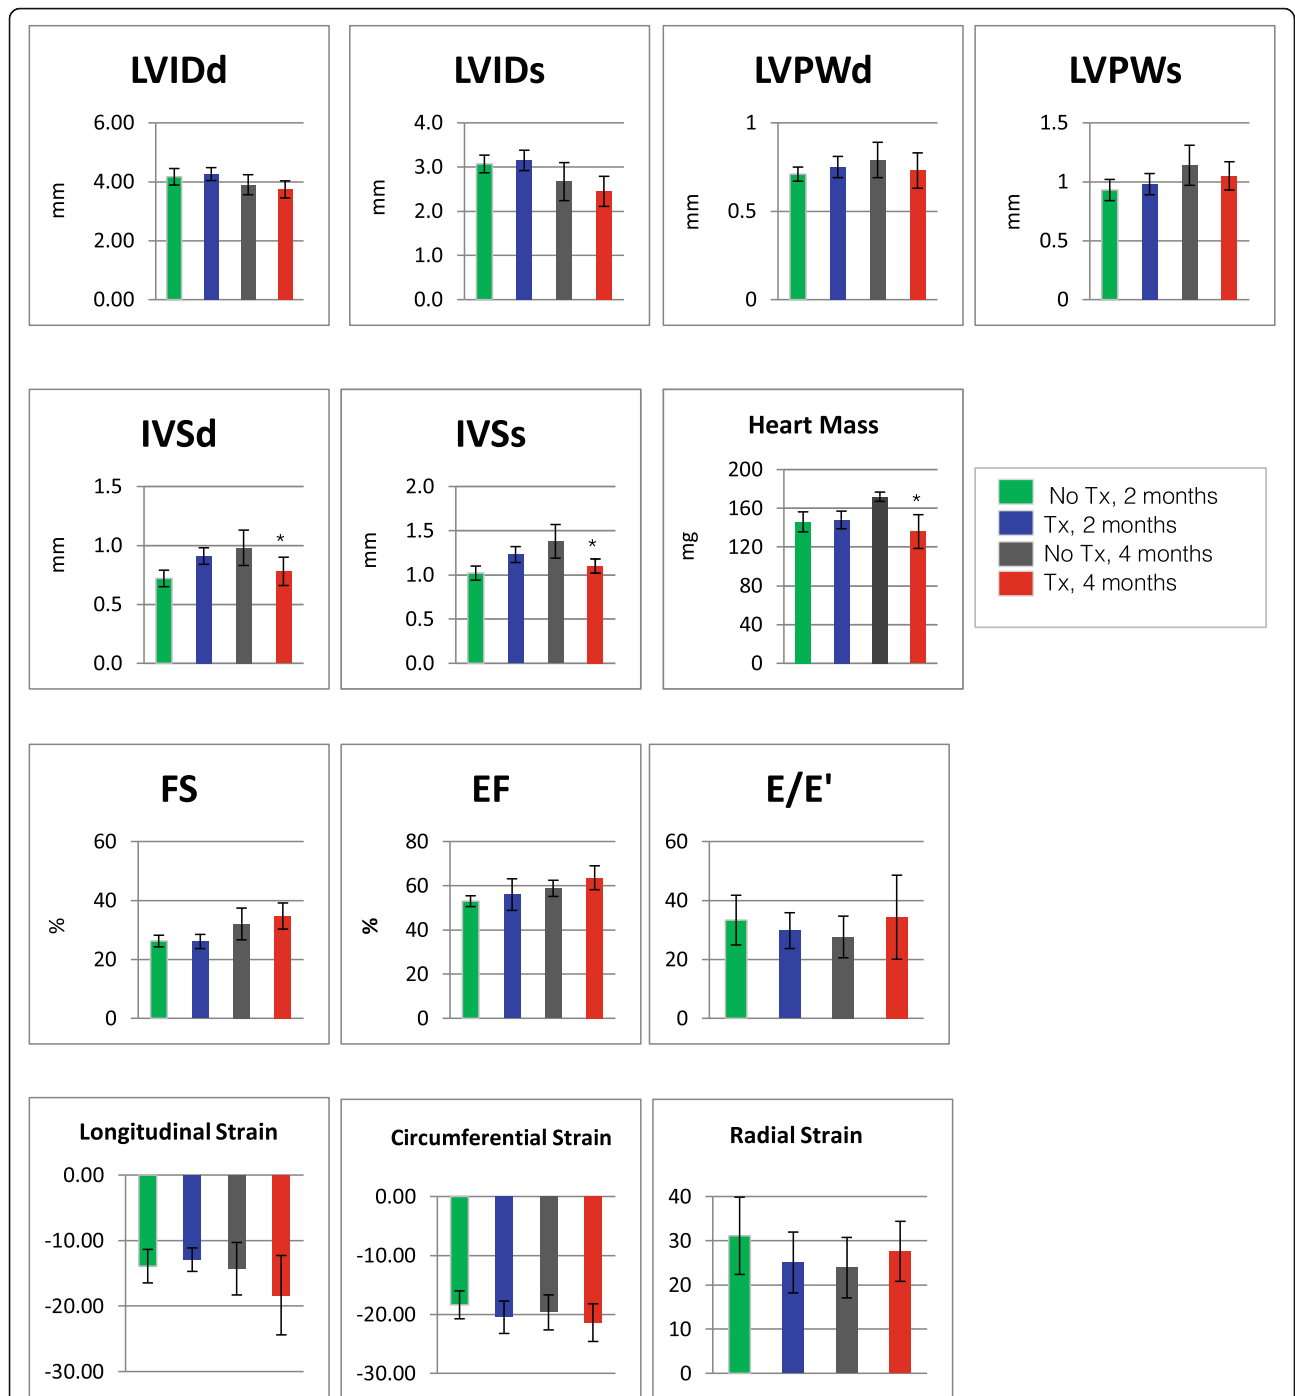 LVIDd
6.00
4.00
2.00
0.00
mm
LVIDs
4.0
3.0
2.0
1.0
0.0
mm
LVPWd
1
0.5
0
mm
LVPWs
1.5
1
0.5
0
mm
IVSd
1.5
1.0
0.5
0.0
mm
*
IVSs
2.0
1.5
1.0
0.5
0.0
mm
*
Heart Mass
200
160
120
80
40
0
mg
*
No Tx, 2 months
Tx, 2 months
No Tx, 4 months
Tx, 4 months
FS
60
40
20
0
%
EF
80
60
40
20
0
%
E/E'
60
40
20
0
Longitudinal Strain
0.00
-10.00
-20.00
-30.00
Circumferential Strain
0.00
-10.00
-20.00
-30.00
Radial Strain
40
30
20
10
0